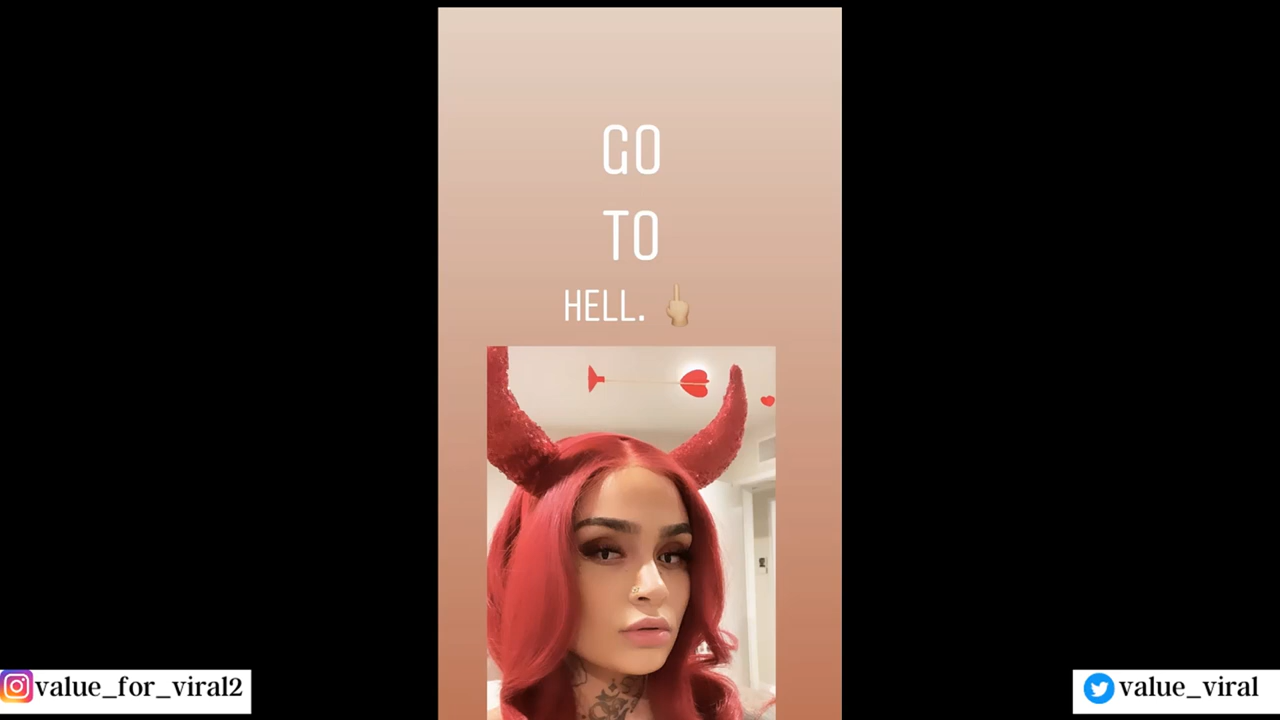 GO
TO
HELL. 🖕🏼
value_for_viral2
value_viral